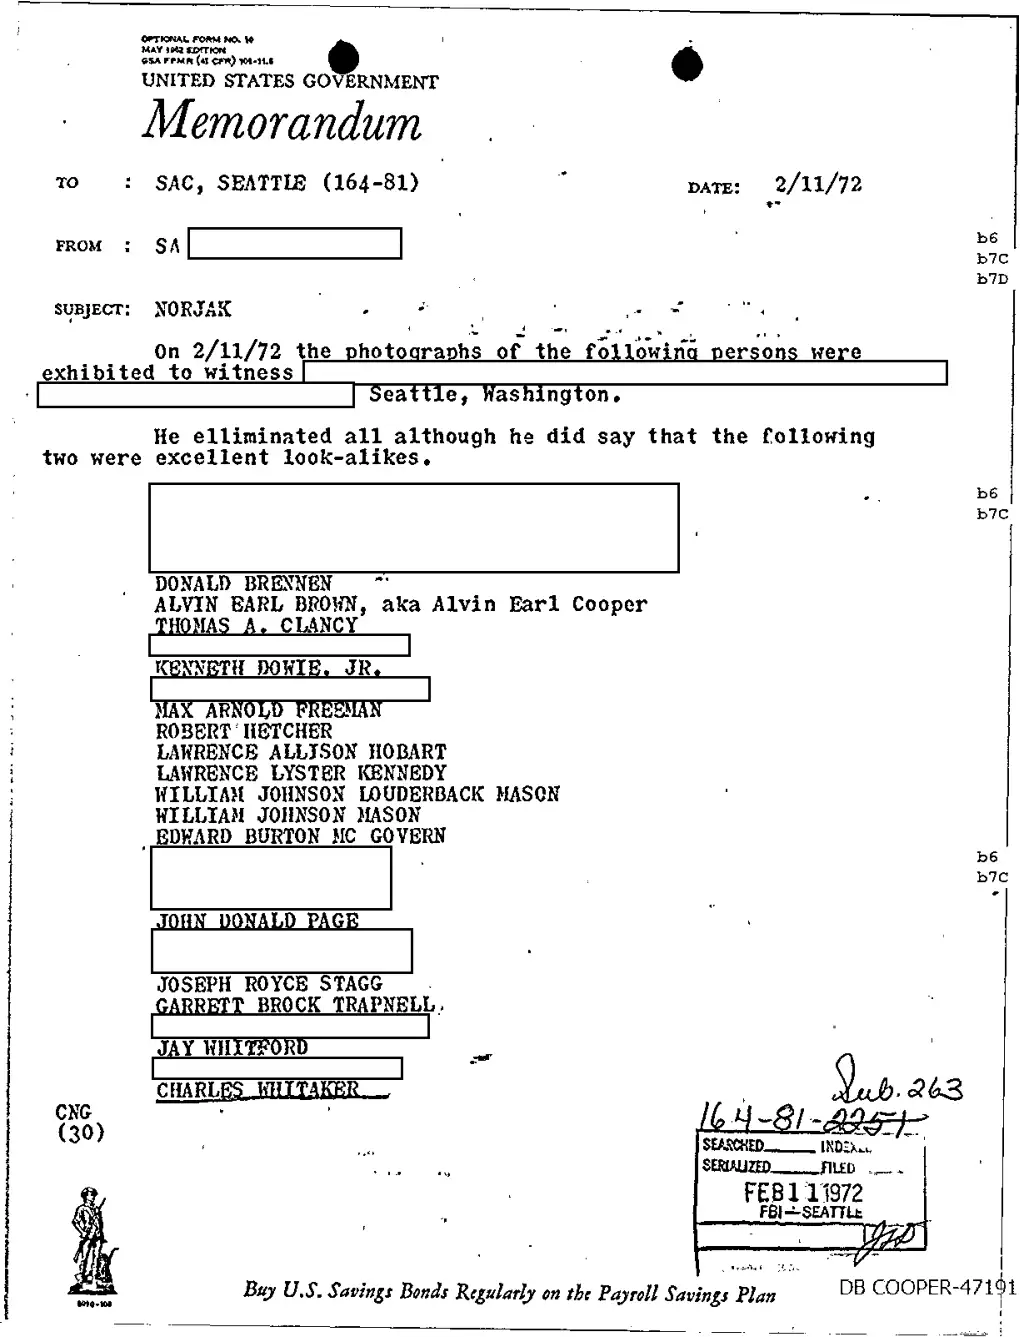 OPTIONAL FORM NO. 10
MAY 1962 EDITION
GSA FPMR (41 CFR) 101-11.6
UNITED STATES GOVERNMENT
Memorandum
TO : SAC, SEATTLE (164-81)
DATE: 2/11/72
FROM : SA
b6
b7C
b7D
SUBJECT: NORJAK
On 2/11/72 the photographs of the following persons were
exhibited to witness
Seattle, Washington.
He elliminated all although he did say that the following
two were excellent look-alikes.
b6
b7C
DONALD BRENNEN
ALVIN EARL BROWN, aka Alvin Earl Cooper
THOMAS A. CLANCY
KENNETH DOWIE, JR.
MAX ARNOLD FREEMAN
ROBERT HETCHER
LAWRENCE ALLISON HOBART
LAWRENCE LYSTER KENNEDY
WILLIAM JOHNSON LOUDERBACK MASON
WILLIAM JOHNSON MASON
EDWARD BURTON MC GOVERN
b6
b7C
JOHN DONALD PAGE
JOSEPH ROYCE STAGG
GARRETT BROCK TRAPNELL
JAY WHITFORD
CHARLES WHITAKER
CNG
(30)
Sub. 263
164-81-2251
SEARCHED INDEX
SERIALIZED FILED
FEB 11 1972
FBI-SEATTLE
5010-108
Buy U.S. Savings Bonds Regularly on the Payroll Savings Plan
DB COOPER-47191